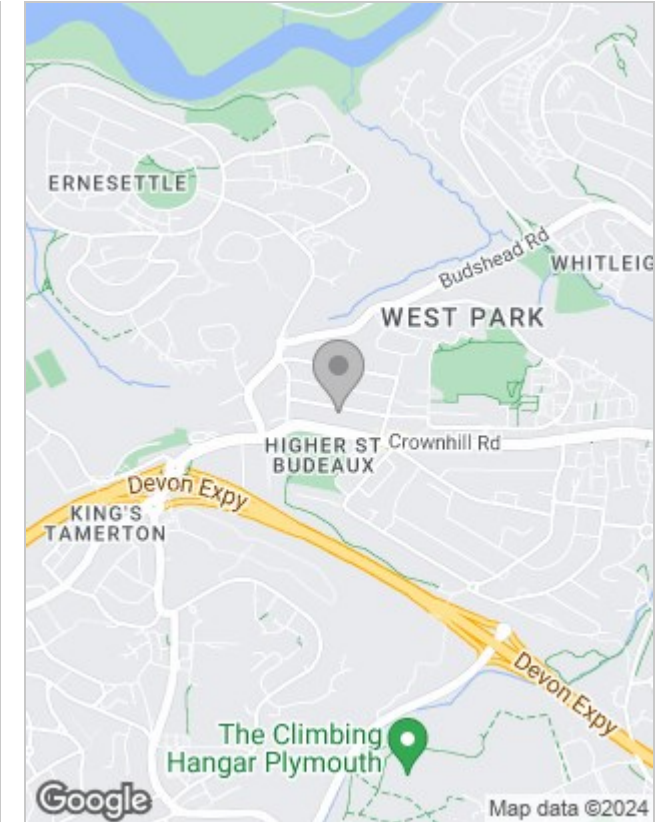 ERNESETTLE
Budshead Rd
WHITLEIG
WEST PARK
HIGHER ST
BUDEAUX
Crownhill Rd
Devon Expy
KING'S
TAMERTON
Devon Expy
The Climbing
Hangar Plymouth
Google
Map data ©2024